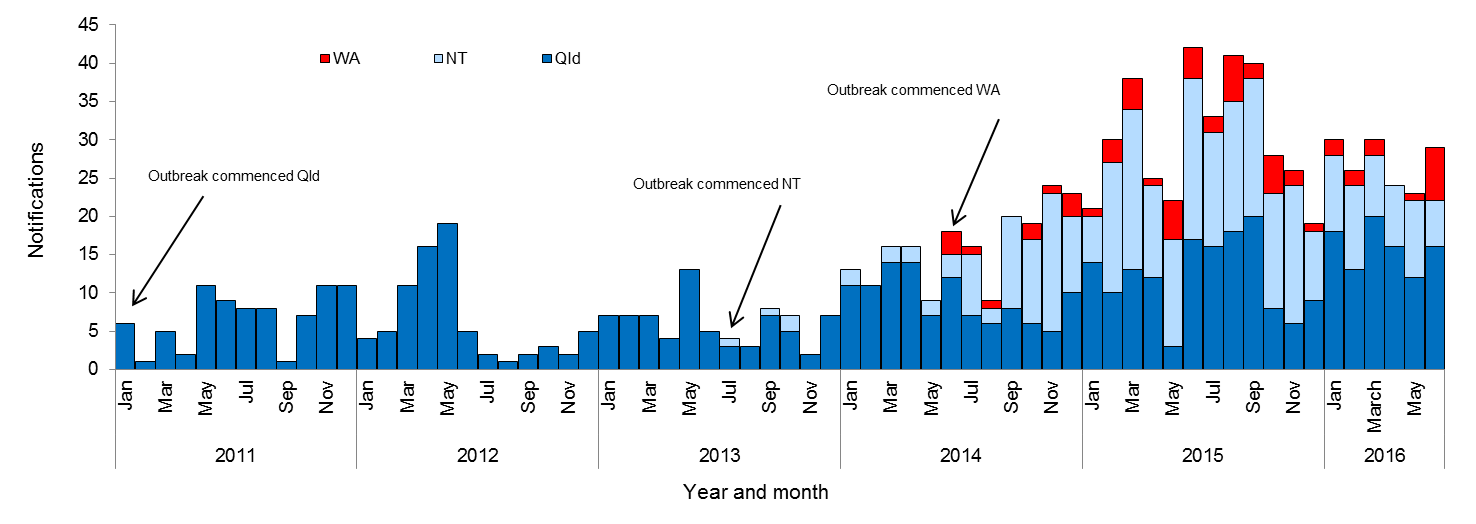 45
40
35
30
25
20
15
10
5
0
Notifications
WA NT Qld
Outbreak commenced Qld
Outbreak commenced NT
Outbreak commenced WA
Jan Mar May Jul Sep Nov Jan Mar May Jul Sep Nov Jan Mar May Jul Sep Nov Jan Mar May Jul Sep Nov Jan Mar May Jul Sep Nov Jan March May
2011 2012 2013 2014 2015 2016
Year and month